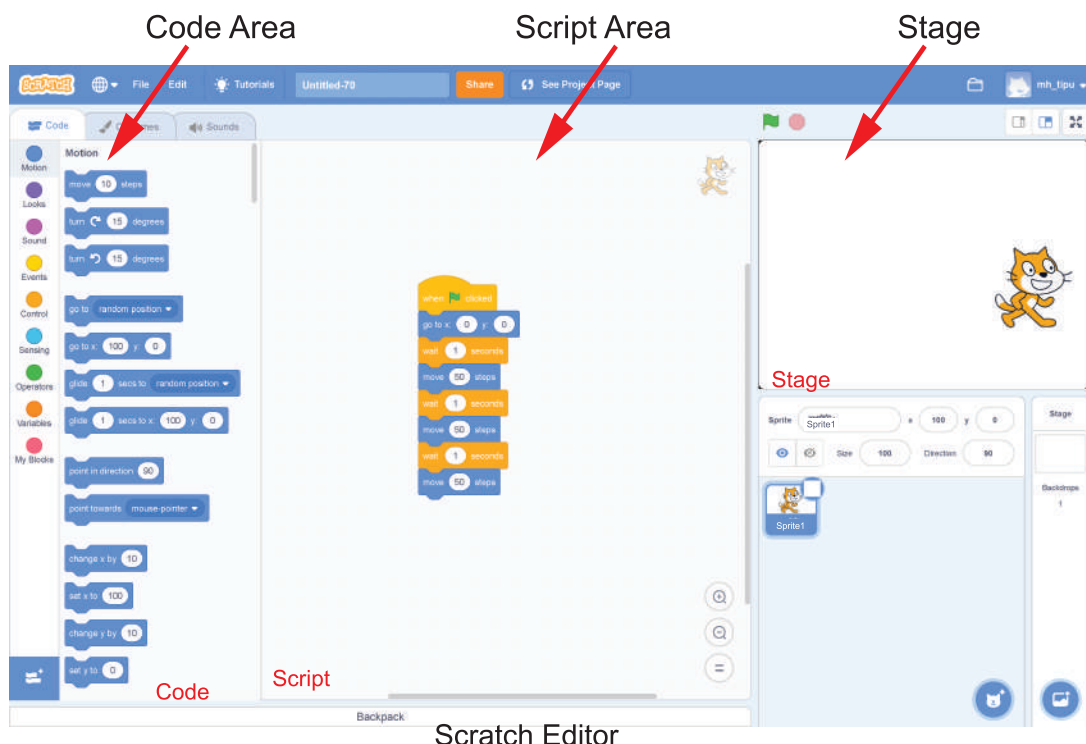 Code Area Script Area Stage
SCRATCH File Edit Tutorials Untitled-70 Share See Project Page mh_tipu
Code Costumes Sounds
Motion
Looks
Sound
Events
Control
Sensing
Operators
Variables
My Blocks
Motion
move 10 steps
turn 15 degrees
turn 15 degrees
go to random position
go to x: 100 y: 0
glide 1 secs to random position
glide 1 secs to x: 100 y: 0
point in direction 90
point towards mouse-pointer
change x by 10
set x to 100
change y by 10
set y to 0
Code
when clicked
go to x: 0 y: 0
wait 1 seconds
move 50 steps
wait 1 seconds
move 50 steps
wait 1 seconds
move 50 steps
Script
Stage
Sprite Sprite1 x 100 y 0
Size 100 Direction 90
Sprite1
Stage
Backdrops
1
Backpack
Scratch Editor